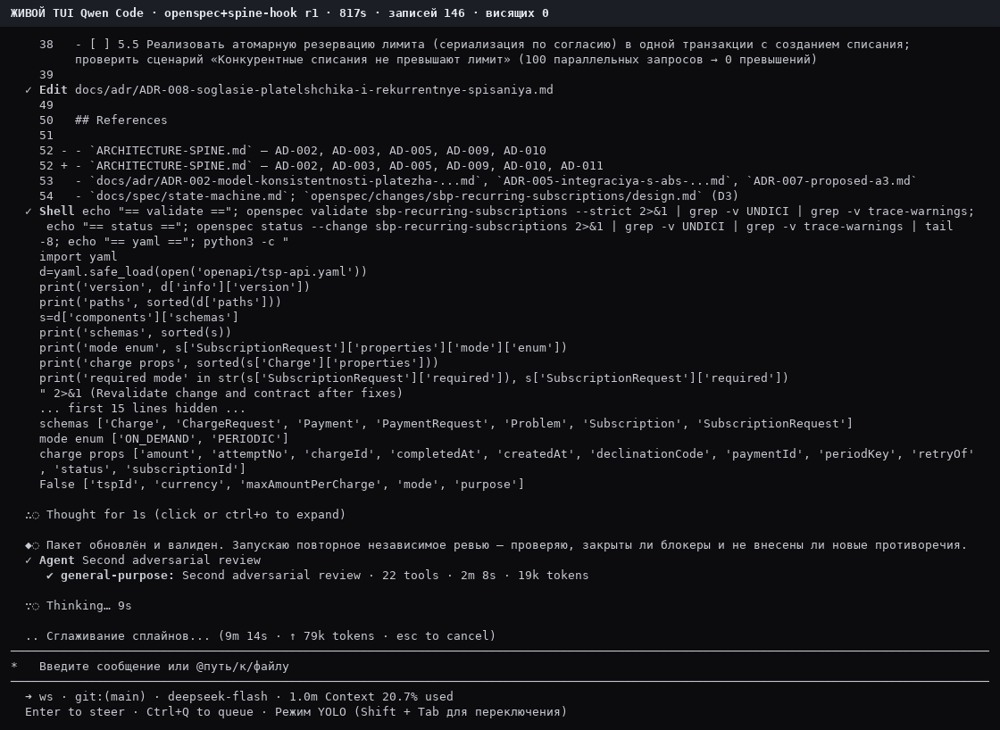 ЖИВОЙ TUI Qwen Code · openspec+spine-hook r1 · 817s · записей 146 · висящих 0
38 - [ ] 5.5 Реализовать атомарную резервацию лимита (сериализация по согласию) в одной транзакции с созданием списания;
проверить сценарий «Конкурентные списания не превышают лимит» (100 параллельных запросов → 0 превышений)
39
✓ Edit docs/adr/ADR-008-soglasie-platelshchika-i-rekurrentnye-spisaniya.md
49
50 ## References
51
52 - - `ARCHITECTURE-SPINE.md` — AD-002, AD-003, AD-005, AD-009, AD-010
52 + - `ARCHITECTURE-SPINE.md` — AD-002, AD-003, AD-005, AD-009, AD-010, AD-011
53 - `docs/adr/ADR-002-model-konsistentnosti-platezha-...md`, `ADR-005-integraciya-s-abs-...md`, `ADR-007-proposed-a3.md`
54 - `docs/spec/state-machine.md`; `openspec/changes/sbp-recurring-subscriptions/design.md` (D3)
✓ Shell echo "== validate =="; openspec validate sbp-recurring-subscriptions --strict 2>&1 | grep -v UNDICI | grep -v trace-warnings;
echo "== status =="; openspec status --change sbp-recurring-subscriptions 2>&1 | grep -v UNDICI | grep -v trace-warnings | tail
-8; echo "== yaml =="; python3 -c "
import yaml
d=yaml.safe_load(open('openapi/tsp-api.yaml'))
print('version', d['info']['version'])
print('paths', sorted(d['paths']))
s=d['components']['schemas']
print('schemas', sorted(s))
print('mode enum', s['SubscriptionRequest']['properties']['mode']['enum'])
print('charge props', sorted(s['Charge']['properties']))
print('required mode' in str(s['SubscriptionRequest']['required']), s['SubscriptionRequest']['required'])
" 2>&1 (Revalidate change and contract after fixes)
... first 15 lines hidden ...
schemas ['Charge', 'ChargeRequest', 'Payment', 'PaymentRequest', 'Problem', 'Subscription', 'SubscriptionRequest']
mode enum ['ON_DEMAND', 'PERIODIC']
charge props ['amount', 'attemptNo', 'chargeId', 'completedAt', 'createdAt', 'declinationCode', 'paymentId', 'periodKey', 'retryOf'
, 'status', 'subscriptionId']
False ['tspId', 'currency', 'maxAmountPerCharge', 'mode', 'purpose']
∴ Thought for 1s (click or ctrl+o to expand)
◆ Пакет обновлён и валиден. Запускаю повторное независимое ревью — проверяю, закрыты ли блокеры и не внесены ли новые противоречия.
✓ Agent Second adversarial review
✔ general-purpose: Second adversarial review · 22 tools · 2m 8s · 19k tokens
∵ Thinking… 9s
.. Сглаживание сплайнов... (9m 14s · ↑ 79k tokens · esc to cancel)
* Введите сообщение или @путь/к/файлу
➜ ws · git:(main) · deepseek-flash · 1.0m Context 20.7% used
Enter to steer · Ctrl+Q to queue · Режим YOLO (Shift + Tab для переключения)